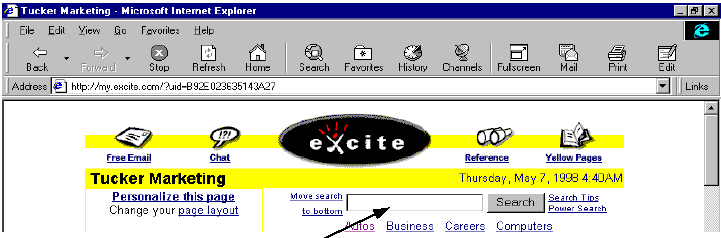 Tucker Marketing - Microsoft Internet Explorer
File Edit View Go Favorites Help
Back Forward Stop Refresh Home Search Favorites History Channels Fullscreen Mail Print Edit
Address http://my.excite.com/?uid=B92E023635143A27 Links
excite
Free Email Chat Reference Yellow Pages
Tucker Marketing Thursday, May 7, 1998 4:40AM
Personalize this page Move search Search Search Tips
Change your page layout to bottom Power Search
Autos Business Careers Computers